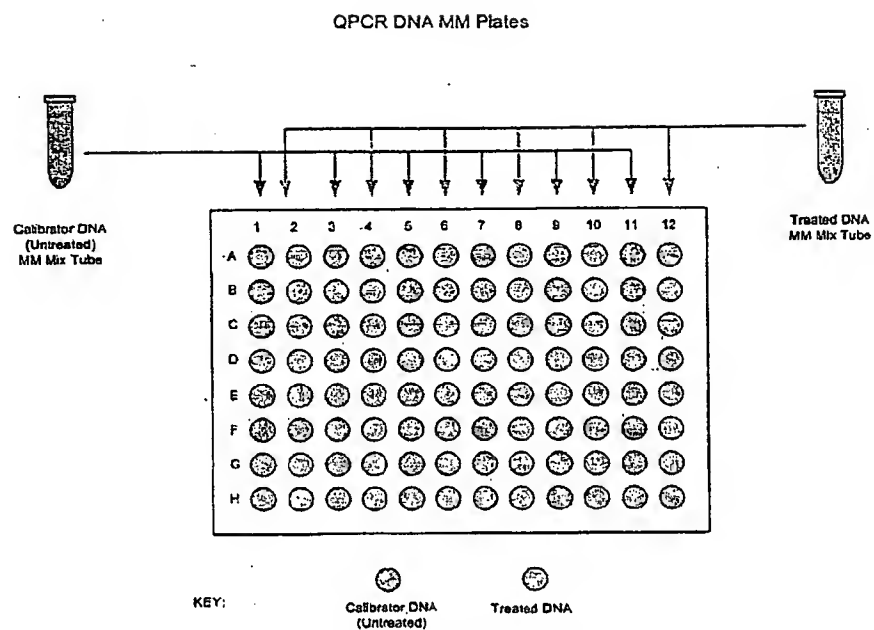 QPCR DNA MM Plates
Calibrator DNA
(Untreated)
MM Mix Tube
Treated DNA
MM Mix Tube
1 2 3 4 5 6 7 8 9 10 11 12
A
B
C
D
E
F
G
H
KEY:
Calibrator DNA
(Untreated)
Treated DNA